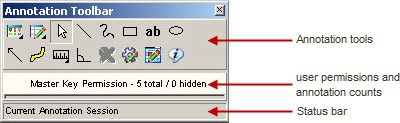 Annotation Toolbar
ab
Annotation tools
Master Key Permission - 5 total / 0 hidden
user permissions and
annotation counts
Current Annotation Session
Status bar